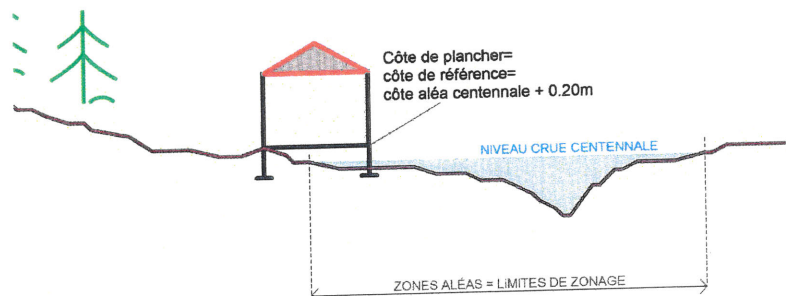 Côte de plancher=
côte de référence=
côte aléa centennale + 0.20m
NIVEAU CRUE CENTENNALE
ZONES ALÉAS = LiMITES DE ZONAGE